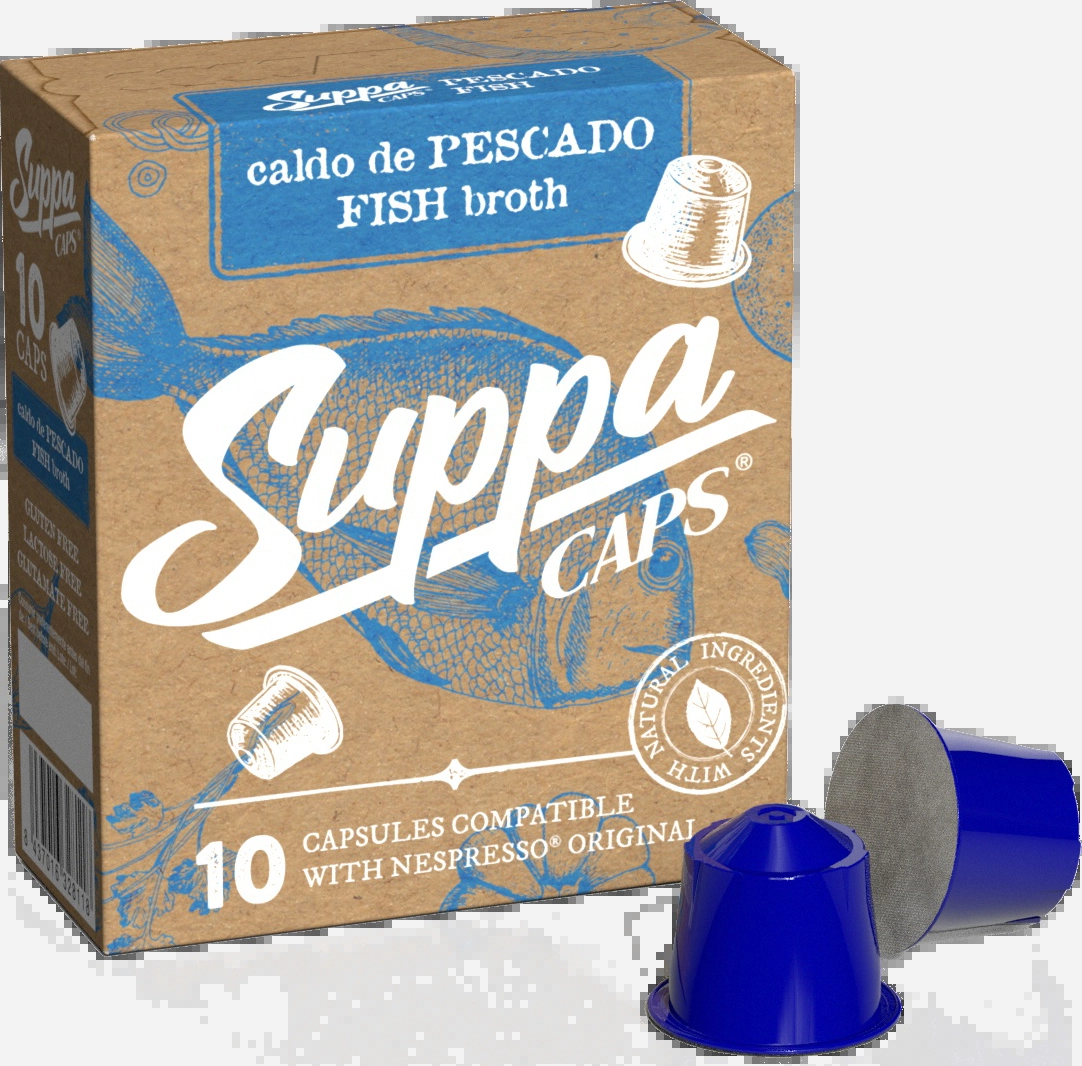 Suppa CAPS PESCADO FISH
caldo de PESCADO
FISH broth
Suppa
CAPS®
WITH NATURAL INGREDIENTS
10 CAPSULES COMPATIBLE
WITH NESPRESSO® ORIGINAL
Suppa
CAPS
10
CAPS
caldo de PESCADO
FISH broth
GLUTEN FREE
LACTOSE FREE
GLUTAMATE FREE